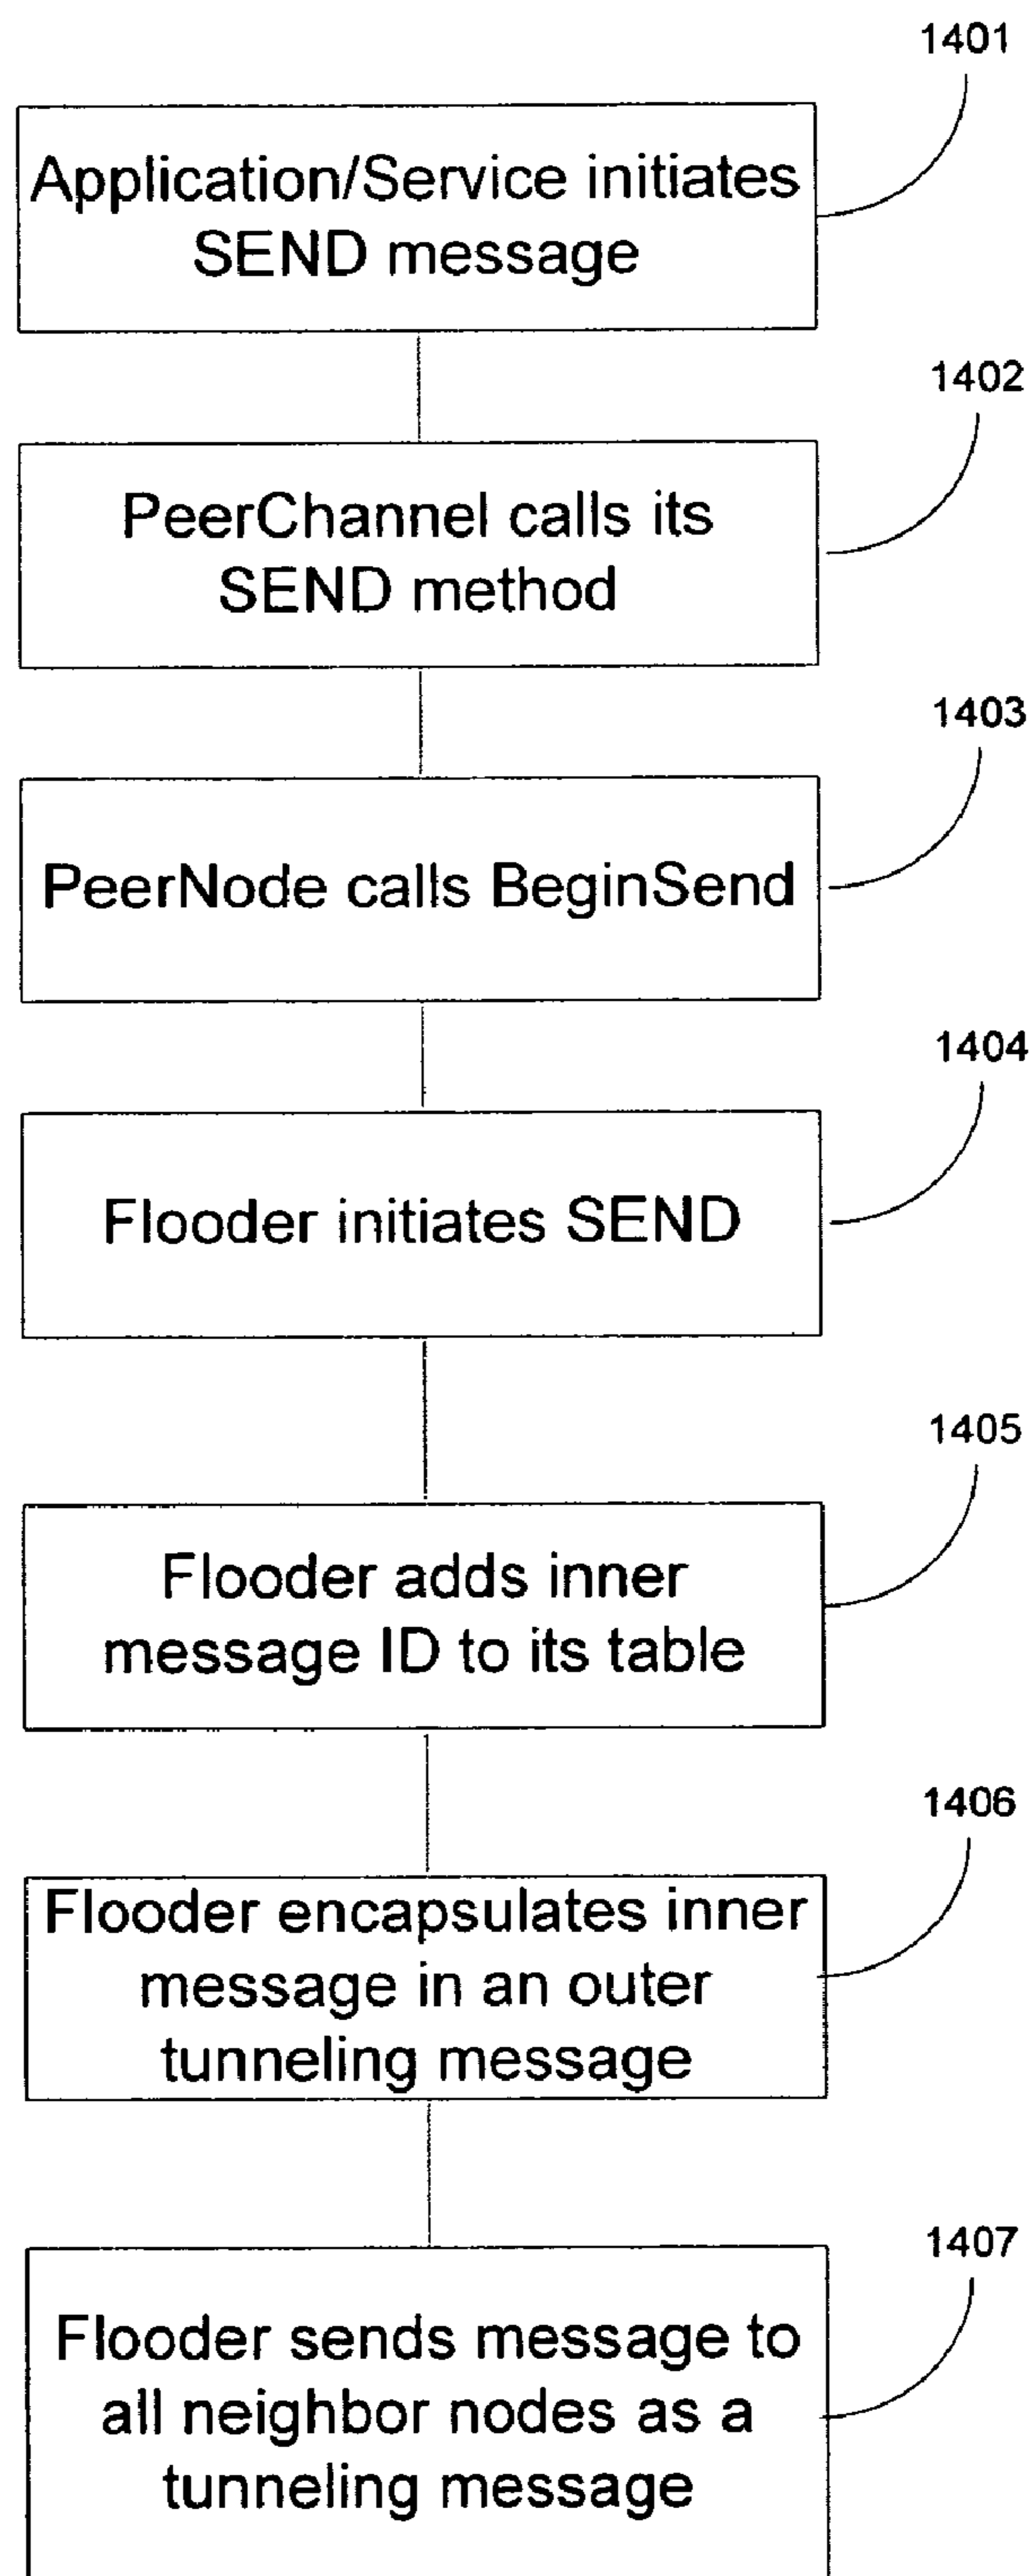 1401
Application/Service initiates
SEND message
1402
PeerChannel calls its
SEND method
1403
PeerNode calls BeginSend
1404
Flooder initiates SEND
1405
Flooder adds inner
message ID to its table
1406
Flooder encapsulates inner
message in an outer
tunneling message
1407
Flooder sends message to
all neighbor nodes as a
tunneling message